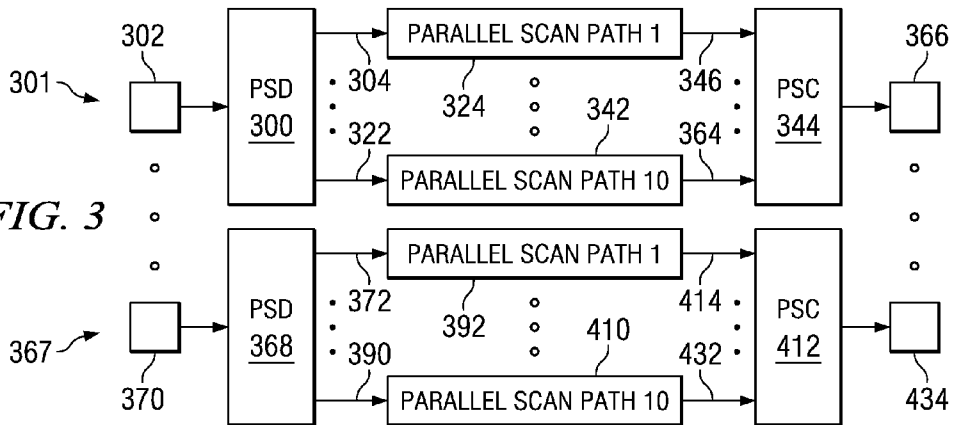 302
301
PSD
300
304
PARALLEL SCAN PATH 1
324
346
PSC
344
366
322
342
PARALLEL SCAN PATH 10
364
FIG. 3
367
370
PSD
368
372
PARALLEL SCAN PATH 1
392
414
PSC
412
390
410
PARALLEL SCAN PATH 10
432
434